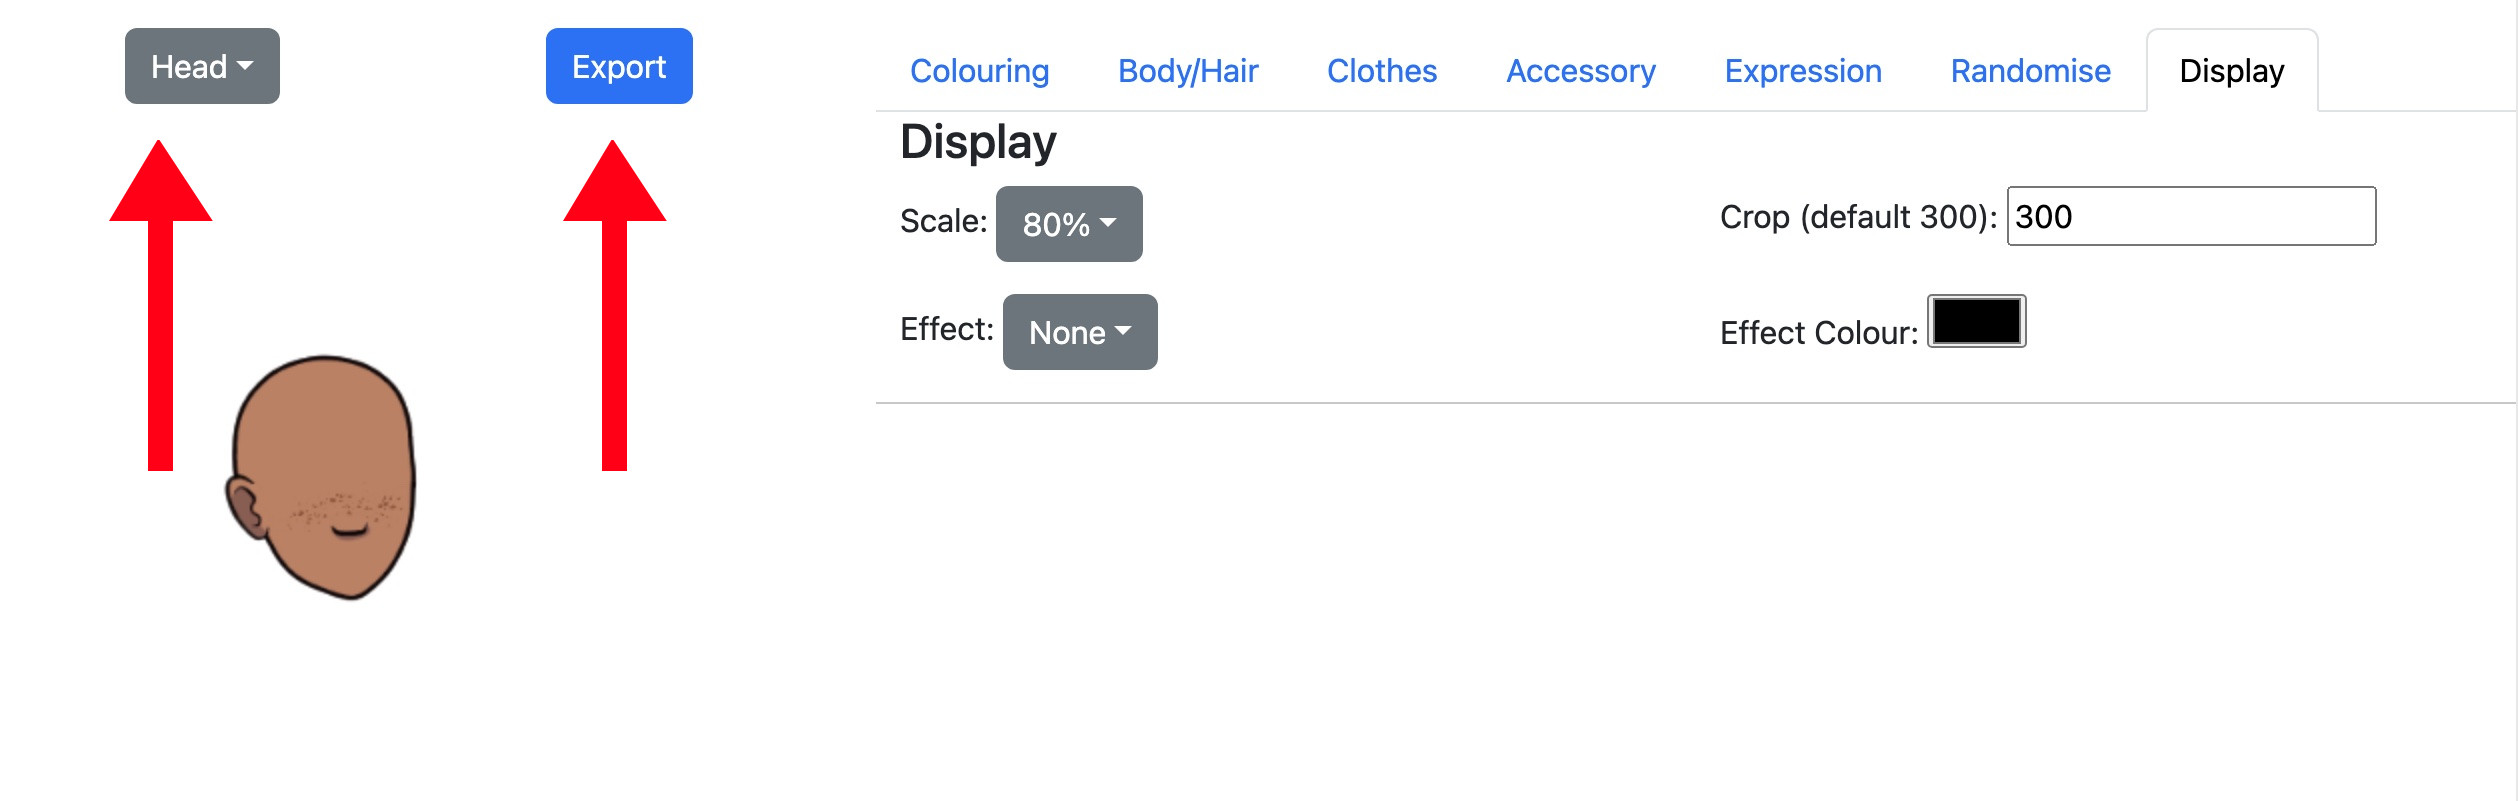 Head
Export
Colouring
Body/Hair
Clothes
Accessory
Expression
Randomise
Display
Display
Scale: 80%
Crop (default 300): 300
Effect: None
Effect Colour: